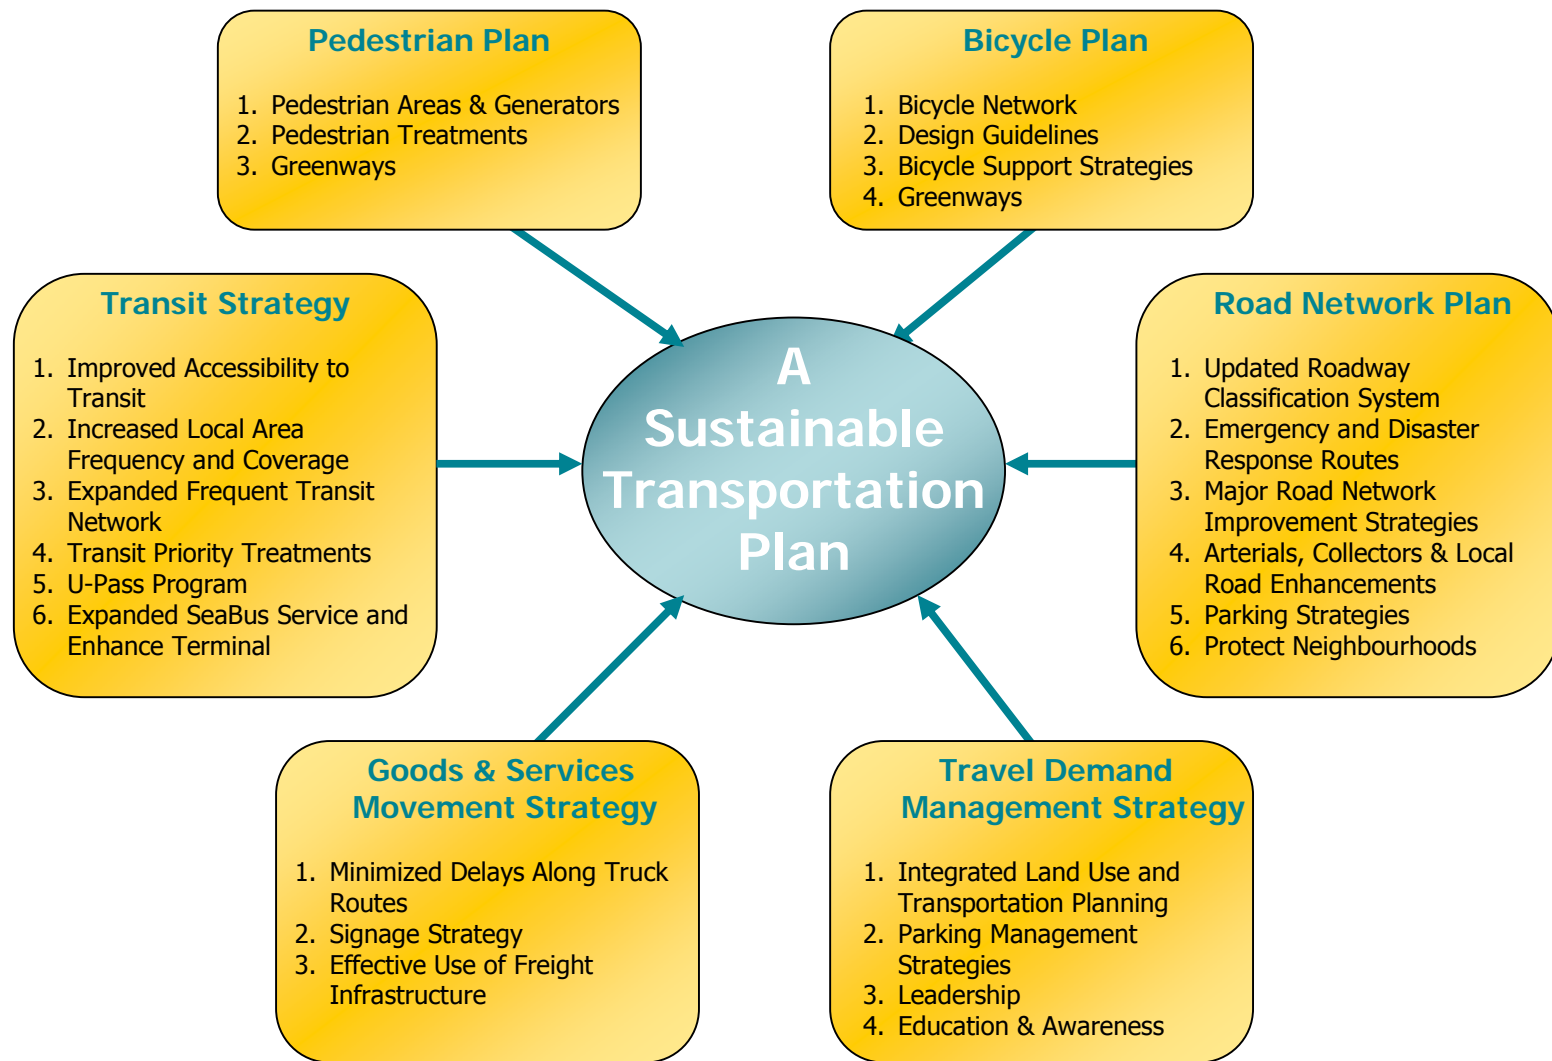 Pedestrian Plan
1. Pedestrian Areas & Generators
2. Pedestrian Treatments
3. Greenways
Bicycle Plan
1. Bicycle Network
2. Design Guidelines
3. Bicycle Support Strategies
4. Greenways
Transit Strategy
1. Improved Accessibility to
Transit
2. Increased Local Area
Frequency and Coverage
3. Expanded Frequent Transit
Network
4. Transit Priority Treatments
5. U-Pass Program
6. Expanded SeaBus Service and
Enhance Terminal
A
Sustainable
Transportation
Plan
Road Network Plan
1. Updated Roadway
Classification System
2. Emergency and Disaster
Response Routes
3. Major Road Network
Improvement Strategies
4. Arterials, Collectors & Local
Road Enhancements
5. Parking Strategies
6. Protect Neighbourhoods
Goods & Services
Movement Strategy
1. Minimized Delays Along Truck
Routes
2. Signage Strategy
3. Effective Use of Freight
Infrastructure
Travel Demand
Management Strategy
1. Integrated Land Use and
Transportation Planning
2. Parking Management
Strategies
3. Leadership
4. Education & Awareness